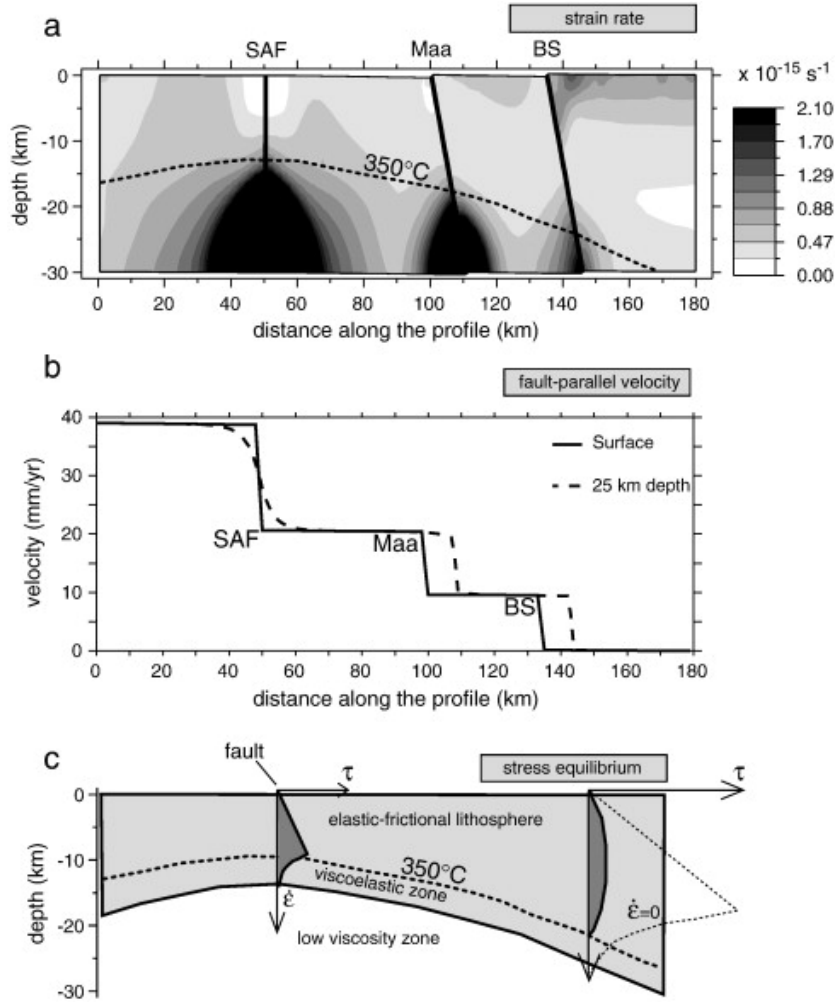 a
strain rate
SAF
Maa
BS
x 10⁻¹⁵ s⁻¹
0
-10
-20
-30
depth (km)
350°C
2.10
1.70
1.29
0.88
0.47
0.00
0 20 40 60 80 100 120 140 160 180
distance along the profile (km)
b
fault-parallel velocity
40
30
20
10
0
velocity (mm/yr)
Surface
25 km depth
SAF
Maa
BS
0 20 40 60 80 100 120 140 160 180
distance along the profile (km)
c
fault
stress equilibrium
τ
τ
0
-10
-20
-30
depth (km)
elastic-frictional lithosphere
350°C
viscoelastic zone
ε̇
ε̇=0
low viscosity zone